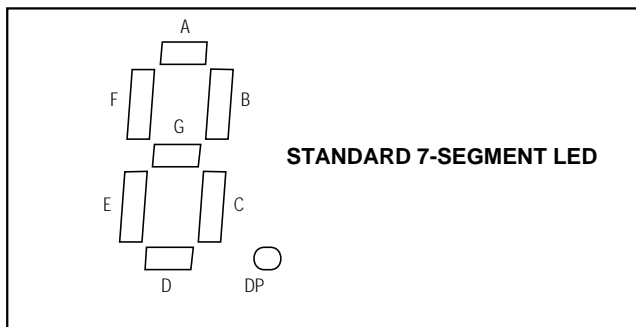 A
F B
G
STANDARD 7-SEGMENT LED
E C
D DP